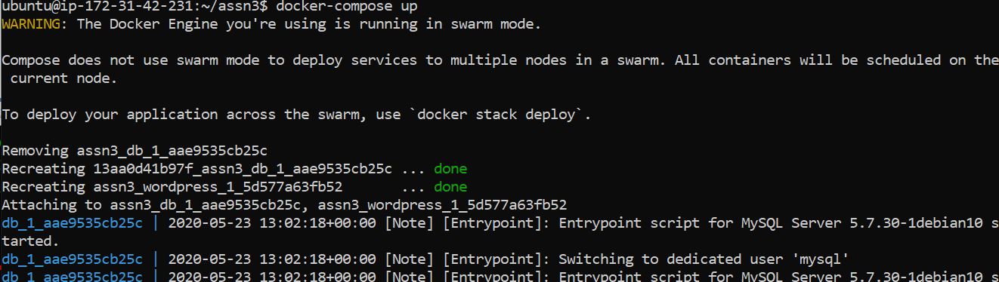 ubuntu@ip-172-31-42-231:~/assn3$ docker-compose up
WARNING: The Docker Engine you're using is running in swarm mode.
Compose does not use swarm mode to deploy services to multiple nodes in a swarm. All containers will be scheduled on the
current node.
To deploy your application across the swarm, use `docker stack deploy`.
Removing assn3_db_1_aae9535cb25c
Recreating 13aa0d41b97f_assn3_db_1_aae9535cb25c ... done
Recreating assn3_wordpress_1_5d577a63fb52       ... done
Attaching to assn3_db_1_aae9535cb25c, assn3_wordpress_1_5d577a63fb52
db_1_aae9535cb25c | 2020-05-23 13:02:18+00:00 [Note] [Entrypoint]: Entrypoint script for MySQL Server 5.7.30-1debian10 s
tarted.
db_1_aae9535cb25c | 2020-05-23 13:02:18+00:00 [Note] [Entrypoint]: Switching to dedicated user 'mysql'
db_1_aae9535cb25c | 2020-05-23 13:02:18+00:00 [Note] [Entrypoint]: Entrypoint script for MySQL Server 5.7.30-1debian10 s